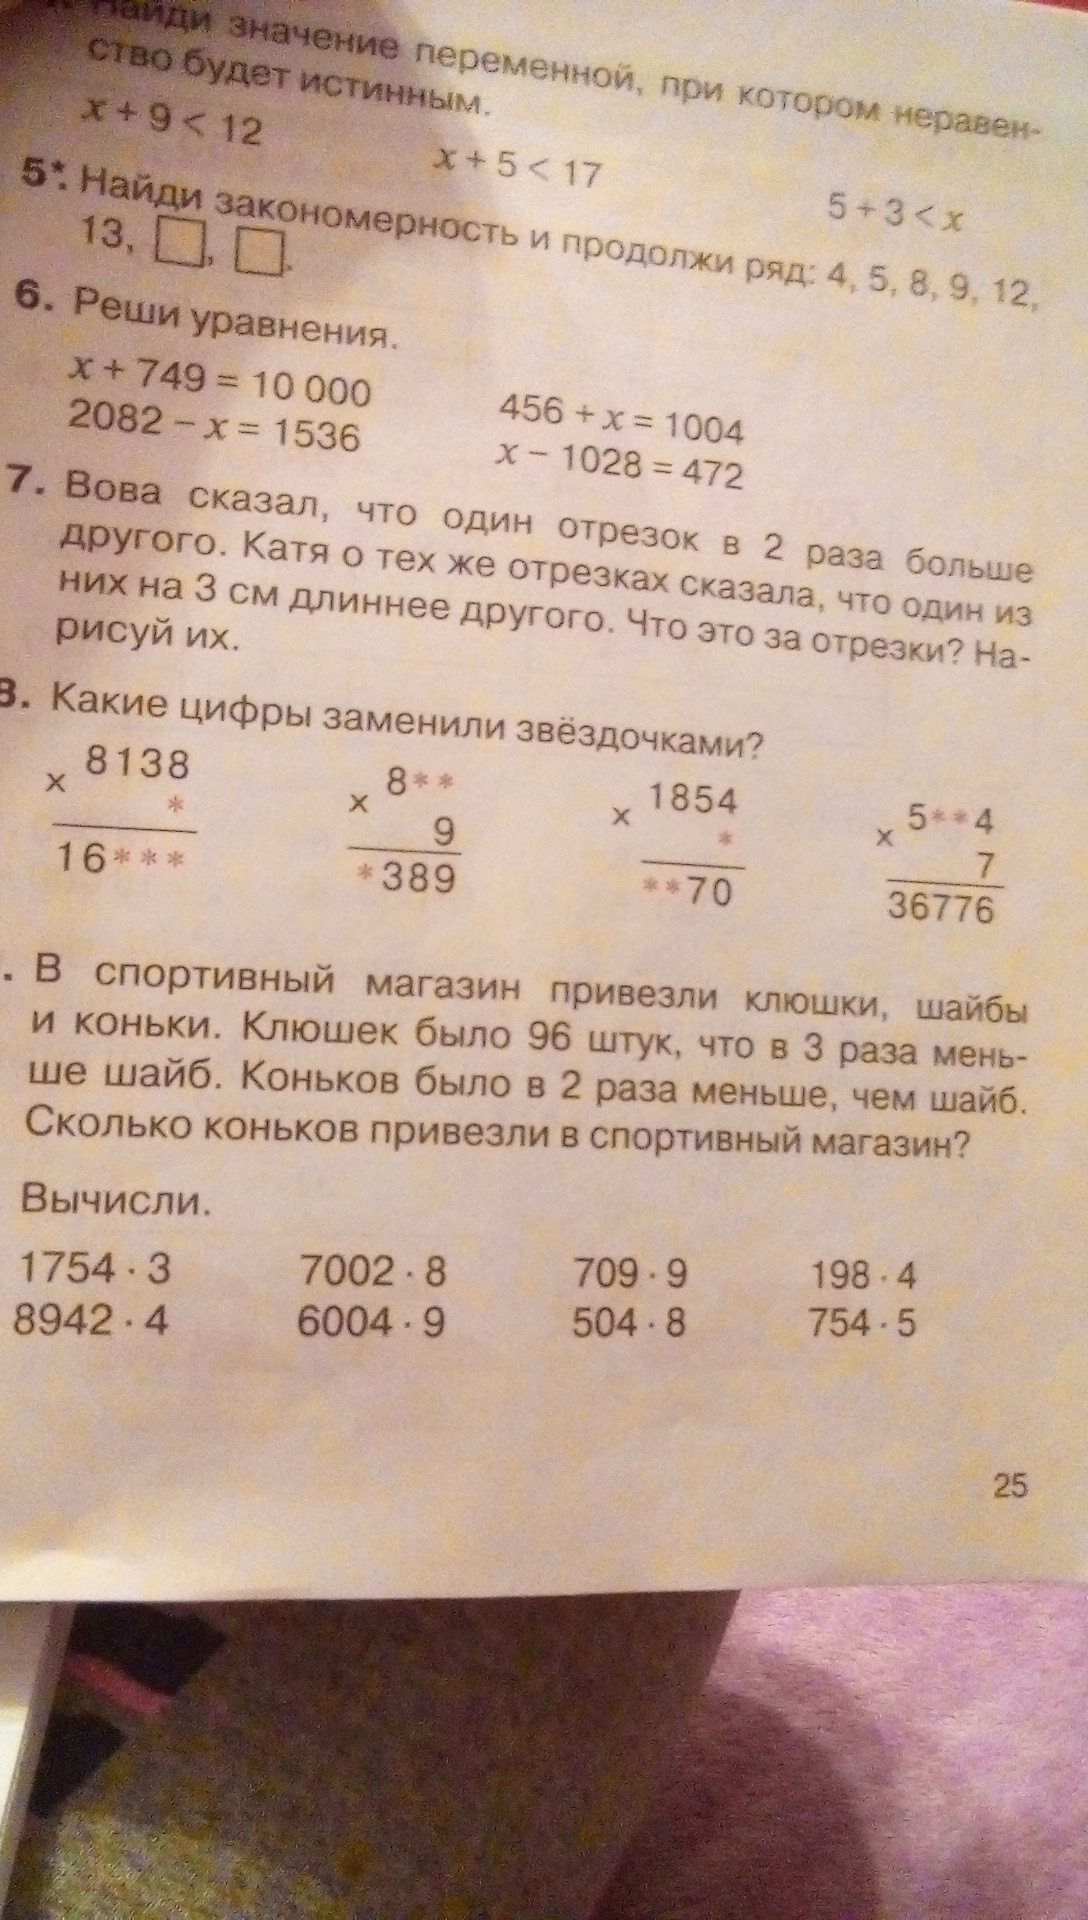 Найди значение переменной, при котором неравен-
ство будет истинным.
x + 9 < 12 x + 5 < 17 5 + 3 < x
5*. Найди закономерность и продолжи ряд: 4, 5, 8, 9, 12,
13, □, □.
6. Реши уравнения.
x + 749 = 10 000 456 + x = 1004
2082 − x = 1536 x − 1028 = 472
7. Вова сказал, что один отрезок в 2 раза больше
другого. Катя о тех же отрезках сказала, что один из
них на 3 см длиннее другого. Что это за отрезки? На-
рисуй их.
8. Какие цифры заменили звёздочками?
× 8138 × 8** × 1854 × 5**4
* 9 * 7
16*** *389 **70 36776
. В спортивный магазин привезли клюшки, шайбы
и коньки. Клюшек было 96 штук, что в 3 раза мень-
ше шайб. Коньков было в 2 раза меньше, чем шайб.
Сколько коньков привезли в спортивный магазин?
Вычисли.
1754 · 3 7002 · 8 709 · 9 198 · 4
8942 · 4 6004 · 9 504 · 8 754 · 5
25